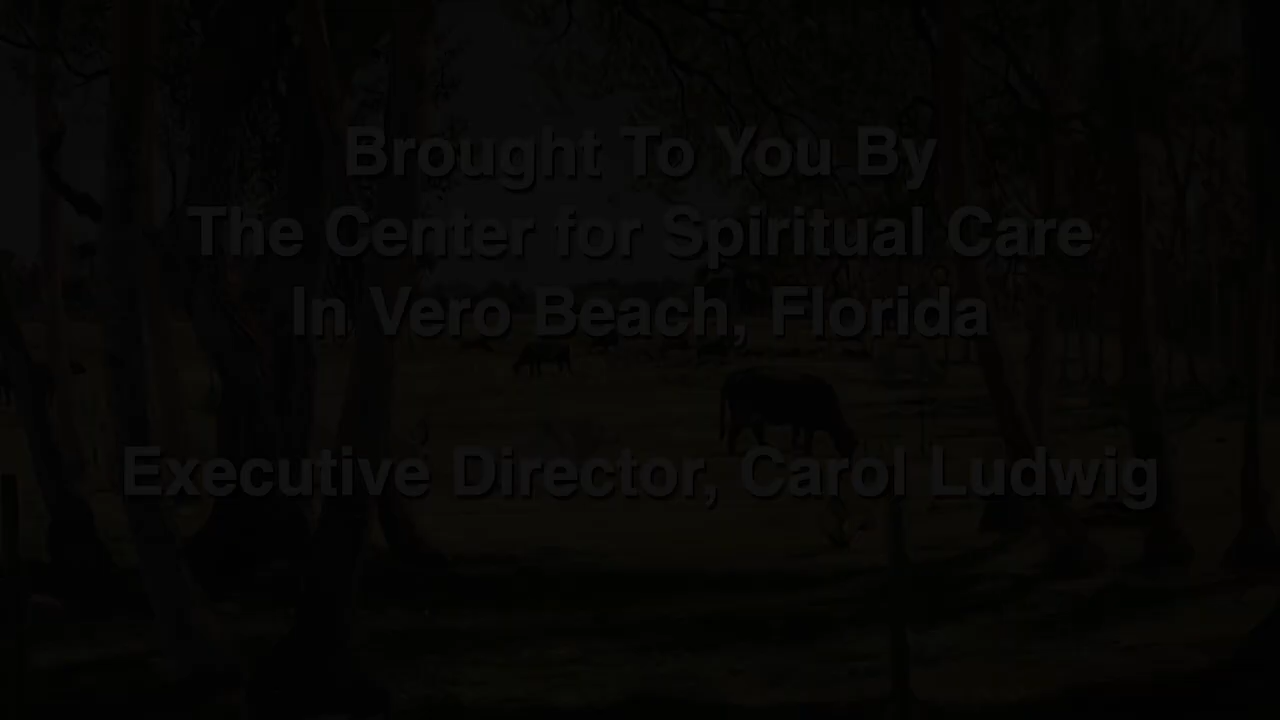 Brought To You By
The Center for Spiritual Care
In Vero Beach, Florida
Executive Director, Carol Ludwig